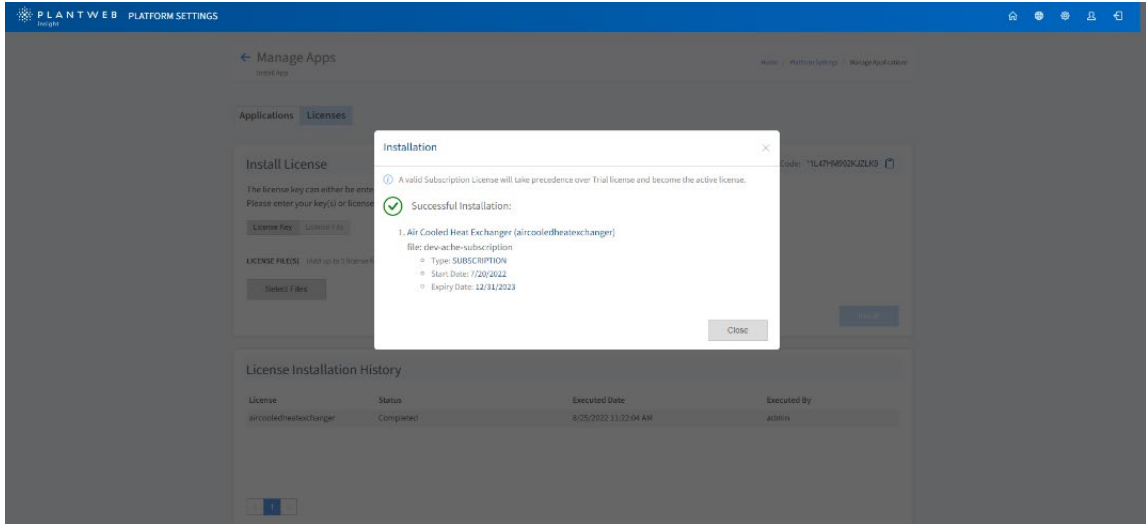 PLANTWEB PLATFORM SETTINGS
insight
Manage Apps
Install App
Home / Platform Settings / Manage Applications
Applications Licenses
Installation
Install License
Code:
A valid Subscription License will take precedence over Trial license and become the active license.
The license key can either be ente
Please enter your key(s) or license
Successful Installation:
License Key License File
1. Air Cooled Heat Exchanger (aircooledheatexchanger)
file: dev-ache-subscription
Type: SUBSCRIPTION
LICENSE FILE(S)
Start Date: 7/20/2022
Expiry Date: 12/31/2023
Select Files
Close
License Installation History
License Status Executed Date Executed By
aircooledheatexchanger Completed 8/25/2022 11:22:04 AM admin
1